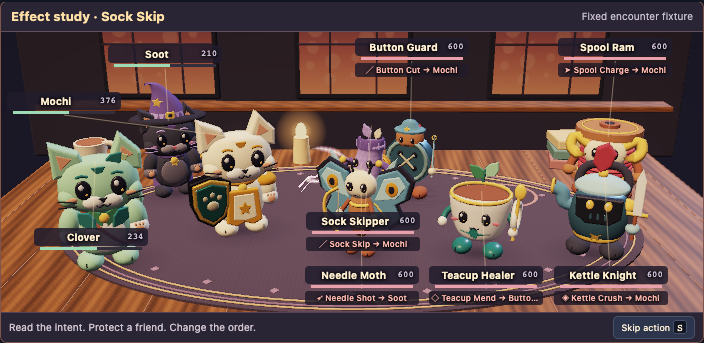 Effect study · Sock Skip
Fixed encounter fixture
Soot 210
Button Guard 600
⟋ Button Cut → Mochi
Spool Ram 600
➤ Spool Charge → Mochi
Mochi 376
Clover 234
Sock Skipper 600
⟋ Sock Skip → Mochi
Needle Moth 600
➶ Needle Shot → Soot
Teacup Healer 600
◇ Teacup Mend → Butto...
Kettle Knight 600
◈ Kettle Crush → Mochi
Read the intent. Protect a friend. Change the order.
Skip action S